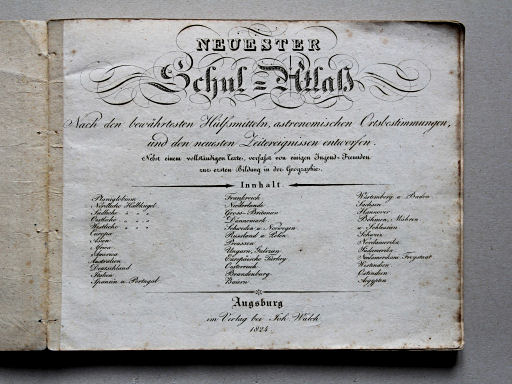 NEUESTER
Schul-Atlaß
Nach den bewährtesten Hülfsmitteln, astronomischen Ortsbestimmungen,
und den neuesten Zeitereignissen entworfen.
Nebst einem vollständigen Texte, verfasst von einigen Jugend-Freunden
zur ersten Bildung in der Geographie.
Innhalt
Planiglobium
Nördliche Halbkugel
Südliche " "
Östliche " "
Westliche " "
Europa
Asien
Africa
America
Australien
Deutschland
Italien
Spanien u. Portugal
Frankreich
Niederlande
Gross-Britanien
Dännemark
Schweden u. Norwegen
Russland u. Polen
Preussen
Ungarn, Galizien
Europäische Türkey
Oesterreich
Brandenburg
Baiern
Würtemberg u. Baden
Sachsen
Hannover
Böhmen, Mähren
u. Schlesien
Schweiz
Nordamerika
Südamerika
Nordamerikan. Freystaat
Westindien
Ostindien
Aegypten
Augsburg
im Verlag bei Joh. Walch
1824.